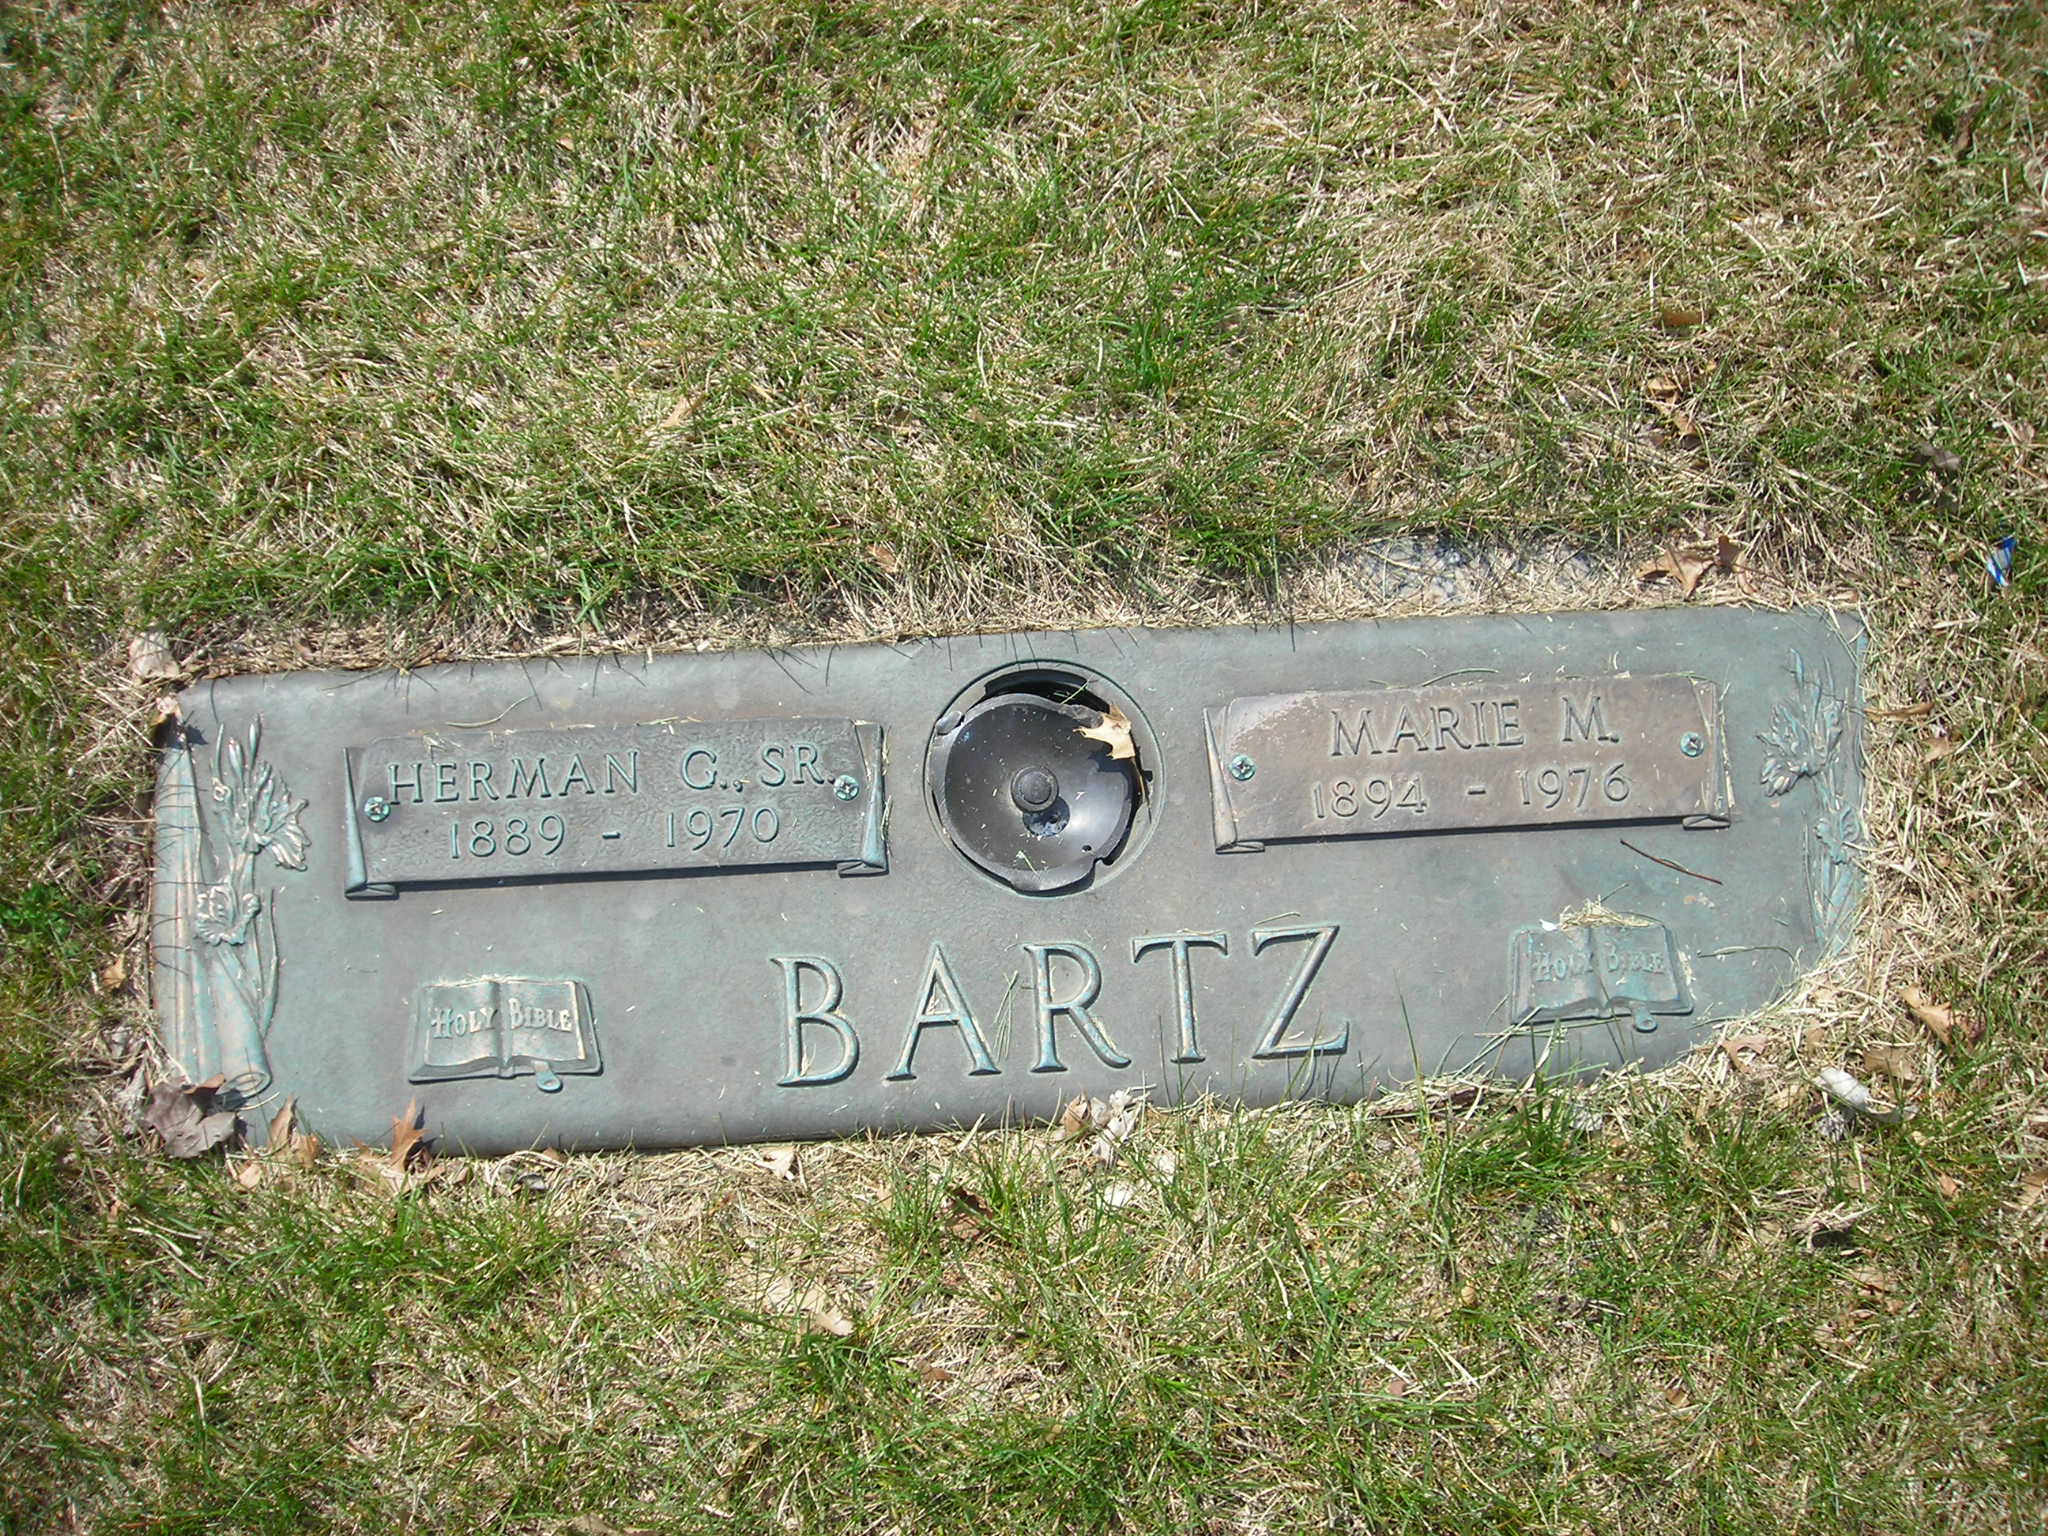 HERMAN G., SR.
1889 - 1970
MARIE M.
1894 - 1976
BARTZ
HOLY BIBLE
HOLY BIBLE